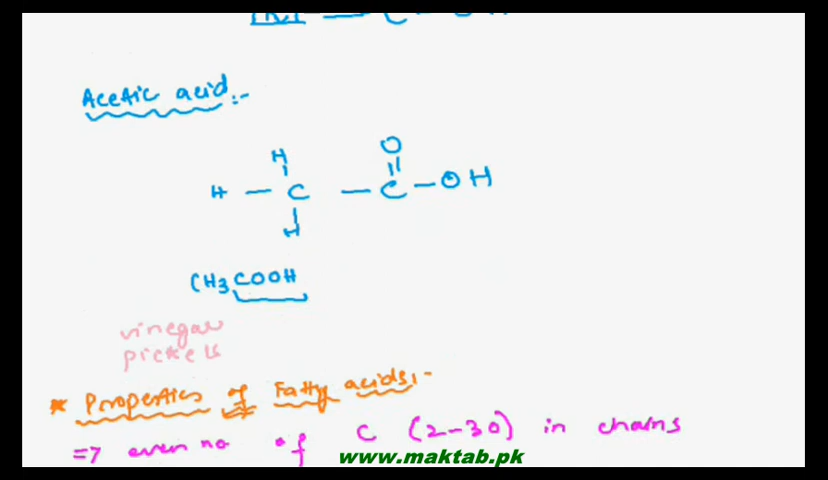 Acetic acid:-
H O
H - C - C - OH
H
CH3COOH
vinegar
pickels
* Properties of Fatty acids:-
=> even no of C (2-30) in chains
www.maktab.pk